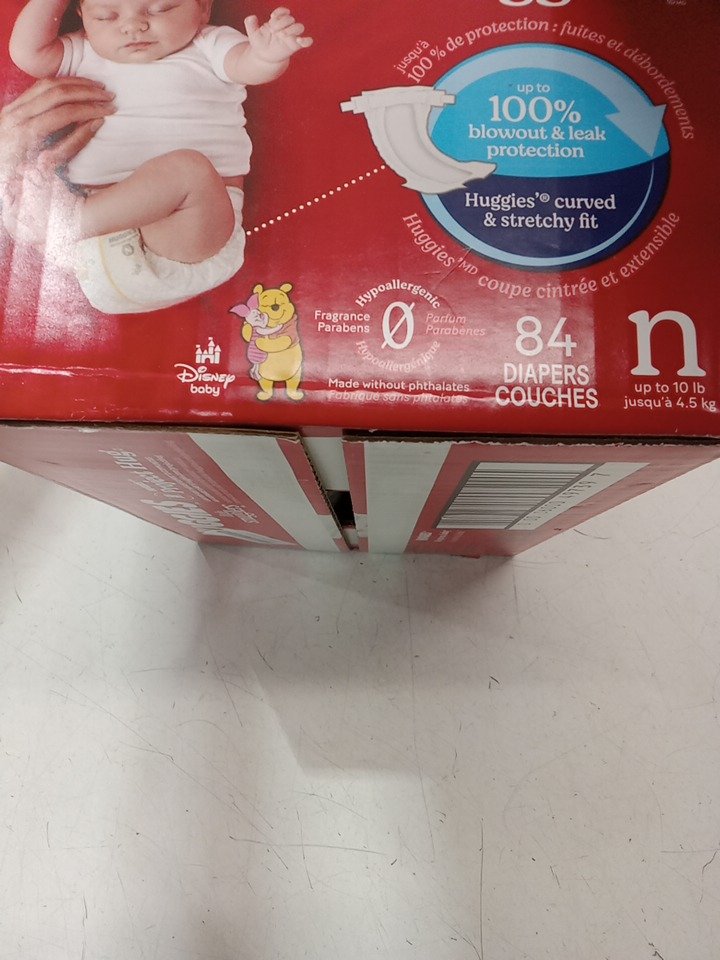 jusqu'à
100 % de protection : fuites et débordements
up to
100%
blowout & leak
protection
Huggies'® curved
& stretchy fit
Huggies'MD coupe cintrée et extensible
Disney
baby
Hypoallergenic
Fragrance
Parabens
0
Parfum
Parabènes
Hypoallergénique
Made without phthalates
Fabriqué sans phtalates
84
DIAPERS
COUCHES
n
up to 10 lb
jusqu'à 4.5 kg